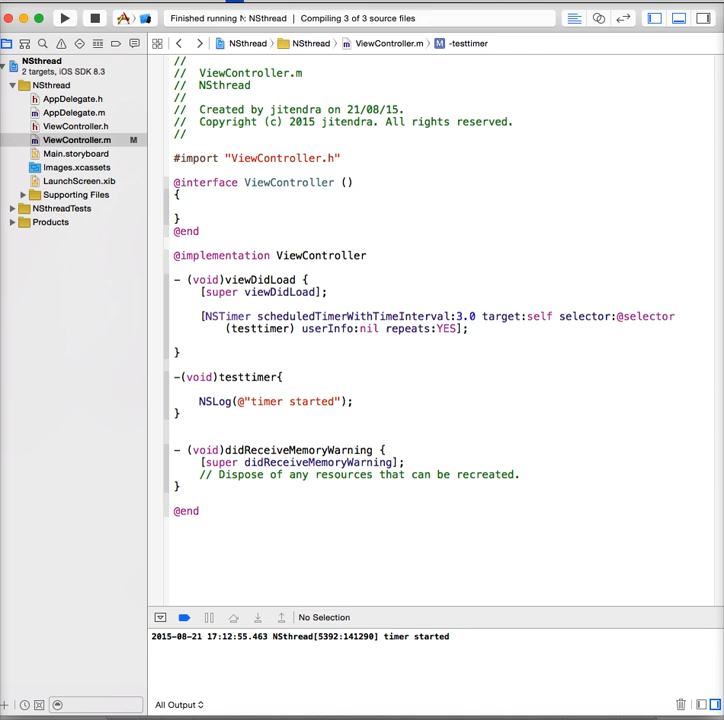 Finished running NSthread | Compiling 3 of 3 source files
NSthread
2 targets, iOS SDK 8.3
NSthread
AppDelegate.h
AppDelegate.m
ViewController.h
ViewController.m M
Main.storyboard
Images.xcassets
LaunchScreen.xib
Supporting Files
NSthreadTests
Products
NSthread NSthread ViewController.m M -testtimer
//
// ViewController.m
// NSthread
//
// Created by jitendra on 21/08/15.
// Copyright (c) 2015 jitendra. All rights reserved.
//
#import "ViewController.h"
@interface ViewController ()
{
}
@end
@implementation ViewController
- (void)viewDidLoad {
[super viewDidLoad];
[NSTimer scheduledTimerWithTimeInterval:3.0 target:self selector:@selector
(testtimer) userInfo:nil repeats:YES];
}
-(void)testtimer{
NSLog(@"timer started");
}
- (void)didReceiveMemoryWarning {
[super didReceiveMemoryWarning];
// Dispose of any resources that can be recreated.
}
@end
No Selection
2015-08-21 17:12:55.463 NSthread[5392:141290] timer started
All Output